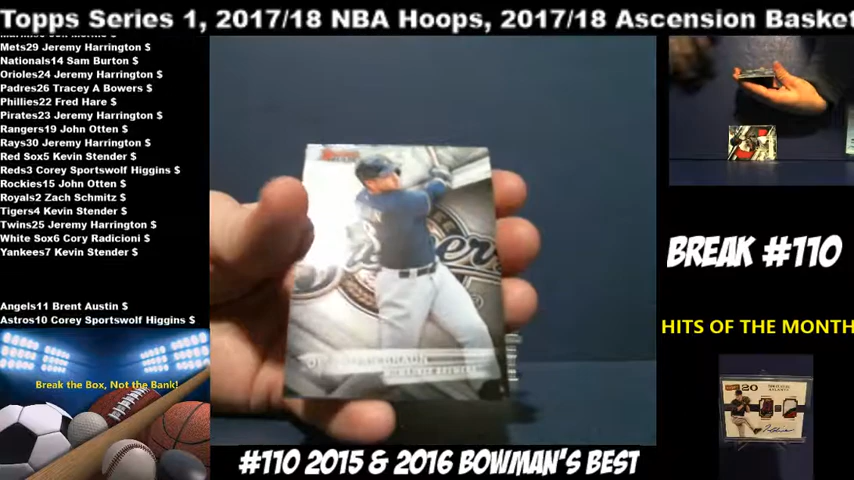 Topps Series 1, 2017/18 NBA Hoops, 2017/18 Ascension Basket
Mets29 Jeremy Harrington $
Nationals14 Sam Burton $
Orioles24 Jeremy Harrington $
Padres26 Tracey A Bowers $
Phillies22 Fred Hare $
Pirates23 Jeremy Harrington $
Rangers19 John Otten $
Rays30 Jeremy Harrington $
Red Sox5 Kevin Stender $
Reds3 Corey Sportswolf Higgins $
Rockies15 John Otten $
Royals2 Zach Schmitz $
Tigers4 Kevin Stender $
Twins25 Jeremy Harrington $
White Sox6 Cory Radicioni $
Yankees7 Kevin Stender $
Angels11 Brent Austin $
Astros10 Corey Sportswolf Higgins $
Break the Box, Not the Bank!
BRAUN
BREAK #110
HITS OF THE MONTH
20
#110 2015 & 2016 BOWMAN'S BEST